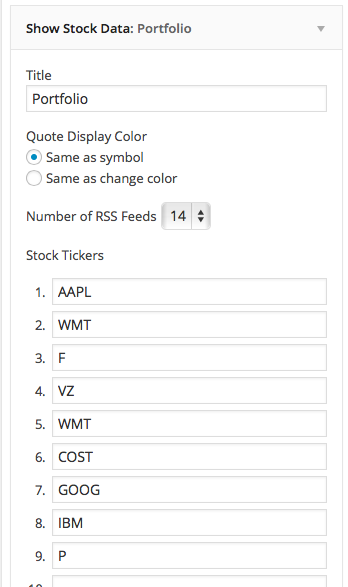 Show Stock Data: Portfolio
Title
Portfolio
Quote Display Color
Same as symbol
Same as change color
Number of RSS Feeds 14
Stock Tickers
1. AAPL
2. WMT
3. F
4. VZ
5. WMT
6. COST
7. GOOG
8. IBM
9. P